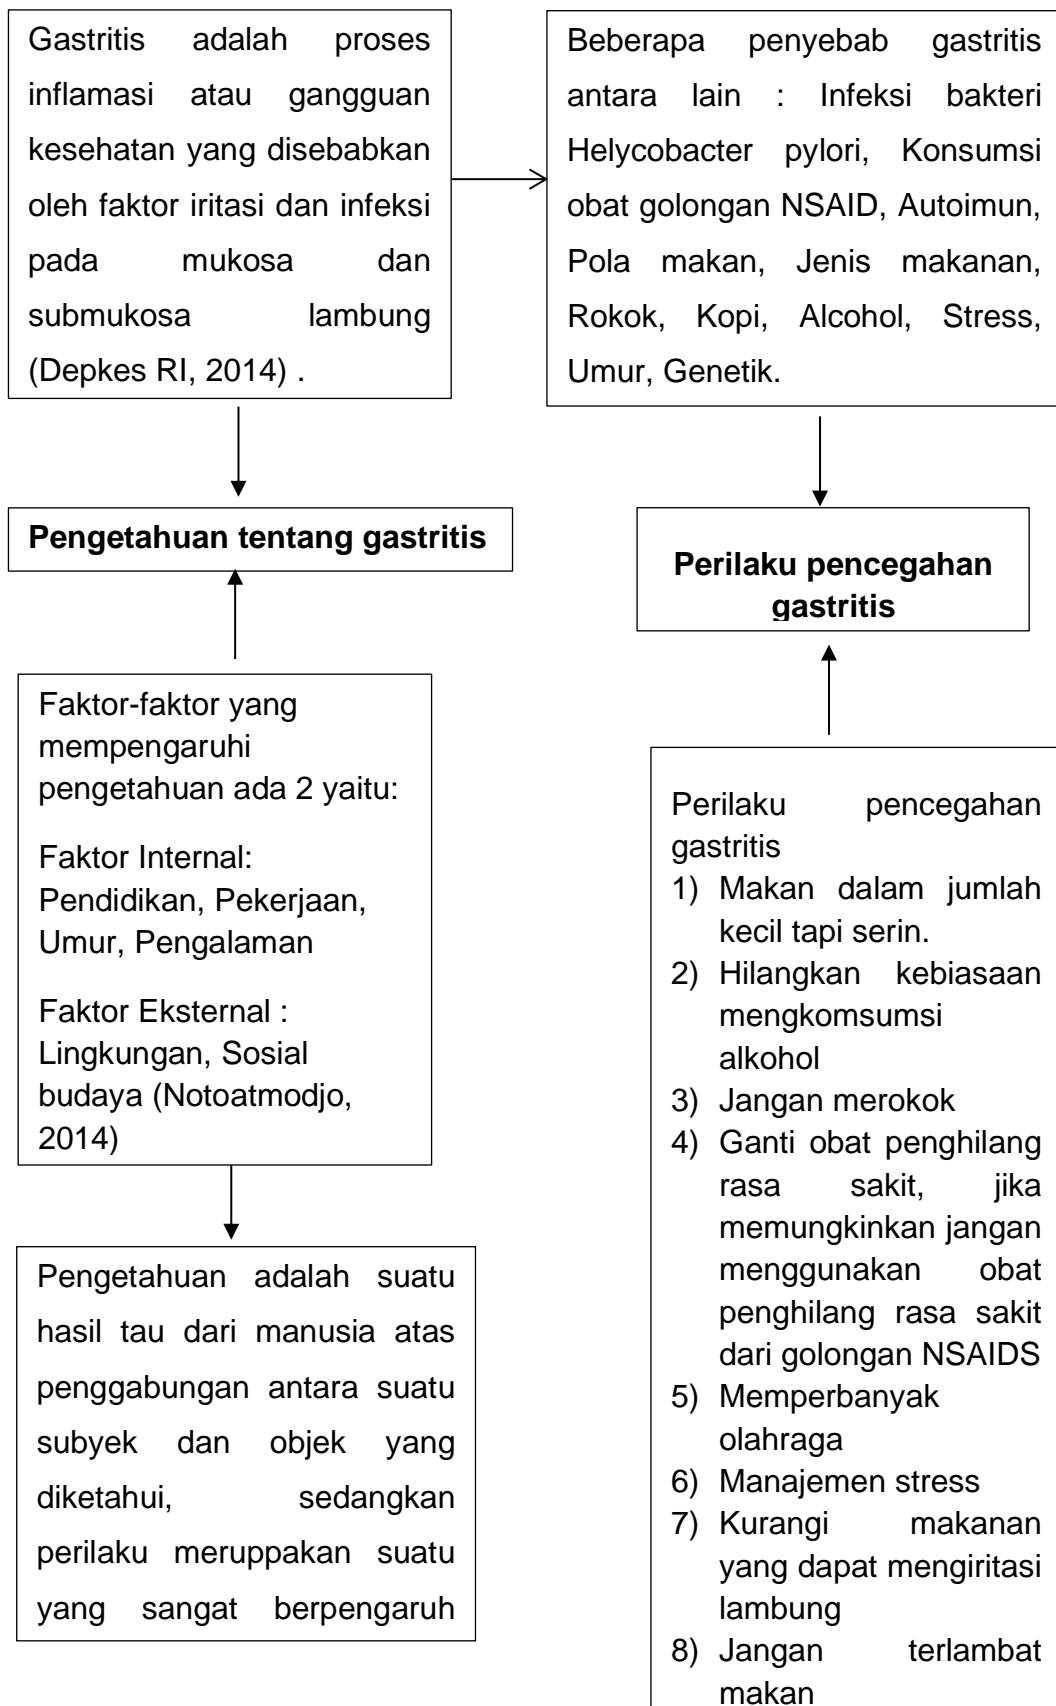 Gastritis adalah proses
inflamasi atau gangguan
kesehatan yang disebabkan
oleh faktor iritasi dan infeksi
pada mukosa dan
submukosa lambung
(Depkes RI, 2014) .
Beberapa penyebab gastritis
antara lain : Infeksi bakteri
Helycobacter pylori, Konsumsi
obat golongan NSAID, Autoimun,
Pola makan, Jenis makanan,
Rokok, Kopi, Alcohol, Stress,
Umur, Genetik.
Pengetahuan tentang gastritis
Perilaku pencegahan
gastritis
Faktor-faktor yang
mempengaruhi
pengetahuan ada 2 yaitu:
Faktor Internal:
Pendidikan, Pekerjaan,
Umur, Pengalaman
Faktor Eksternal :
Lingkungan, Sosial
budaya (Notoatmodjo,
2014)
Pengetahuan adalah suatu
hasil tau dari manusia atas
penggabungan antara suatu
subyek dan objek yang
diketahui, sedangkan
perilaku meruppakan suatu
yang sangat berpengaruh
Perilaku pencegahan
gastritis
1) Makan dalam jumlah
kecil tapi serin.
2) Hilangkan kebiasaan
mengkomsumsi
alkohol
3) Jangan merokok
4) Ganti obat penghilang
rasa sakit, jika
memungkinkan jangan
menggunakan obat
penghilang rasa sakit
dari golongan NSAIDS
5) Memperbanyak
olahraga
6) Manajemen stress
7) Kurangi makanan
yang dapat mengiritasi
lambung
8) Jangan terlambat
makan